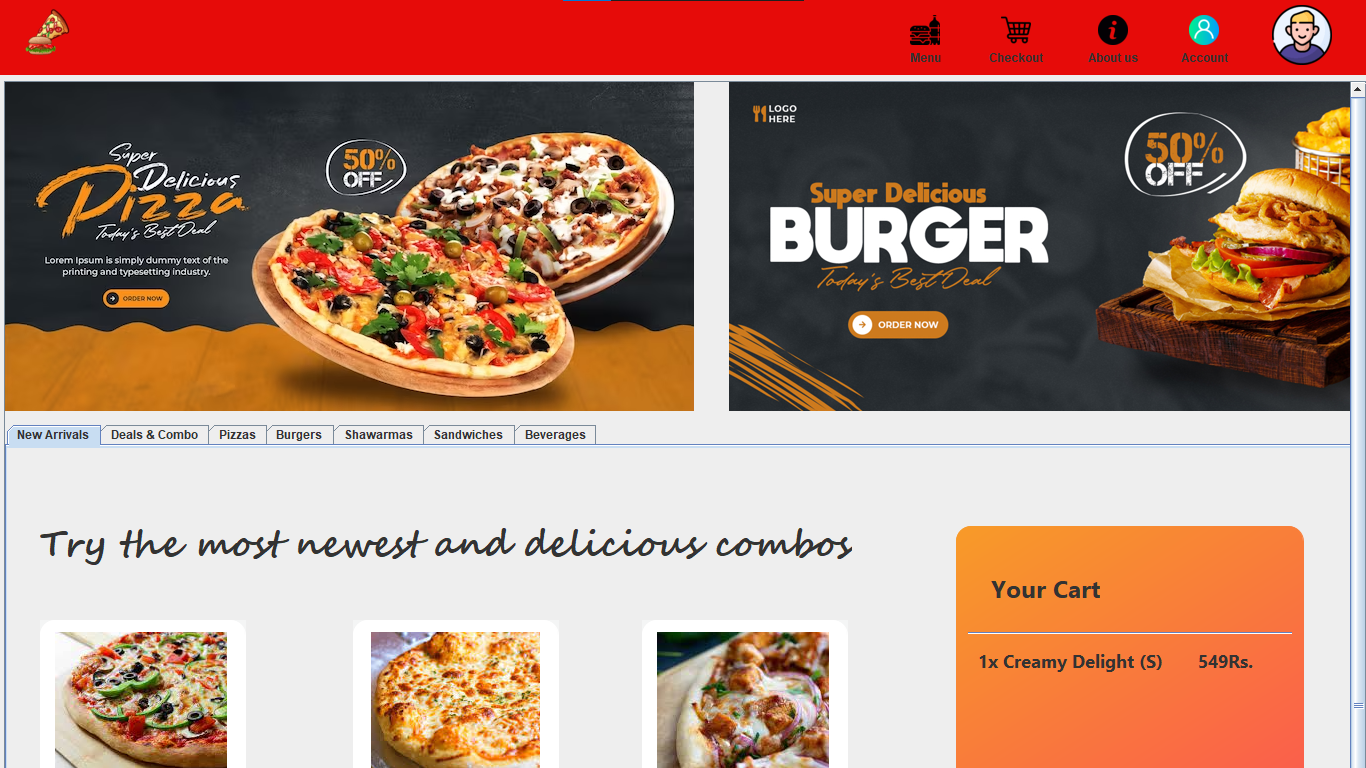 Menu
Checkout
About us
Account
Super
Delicious
Pizza
Today's Best Deal
Lorem Ipsum is simply dummy text of the
printing and typesetting industry.
ORDER NOW
50%
OFF
LOGO
HERE
Super Delicious
BURGER
Today's Best Deal
ORDER NOW
50%
OFF
New Arrivals
Deals & Combo
Pizzas
Burgers
Shawarmas
Sandwiches
Beverages
Try the most newest and delicious combos
Your Cart
1x Creamy Delight (S) 549Rs.